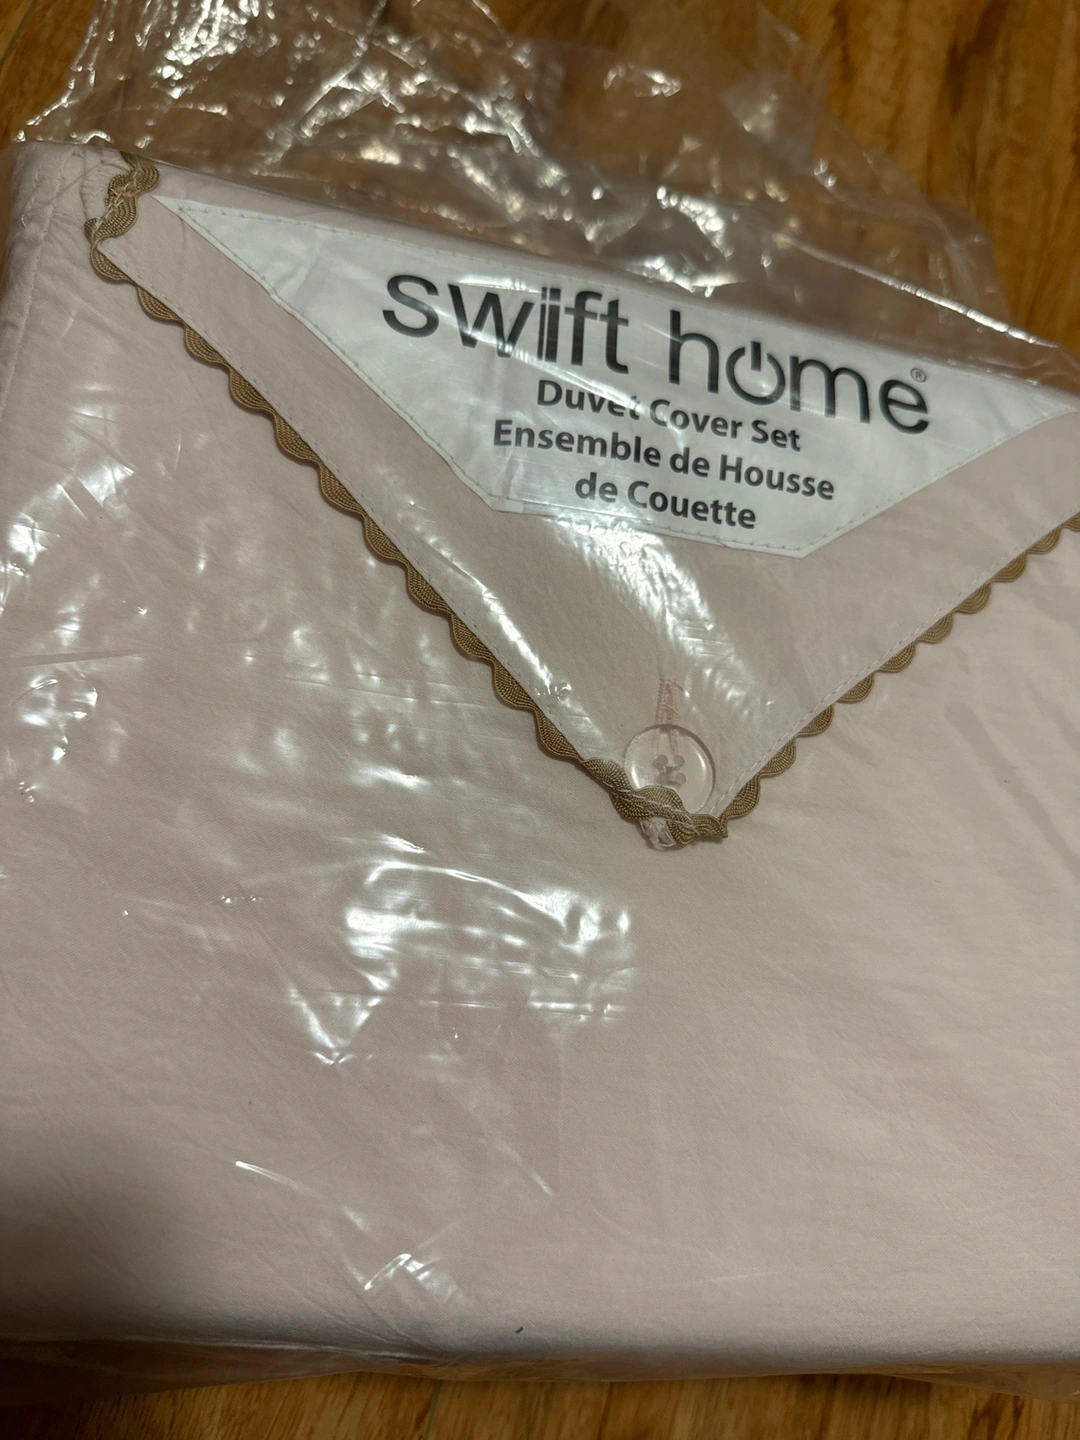 swift home®
Duvet Cover Set
Ensemble de Housse
de Couette